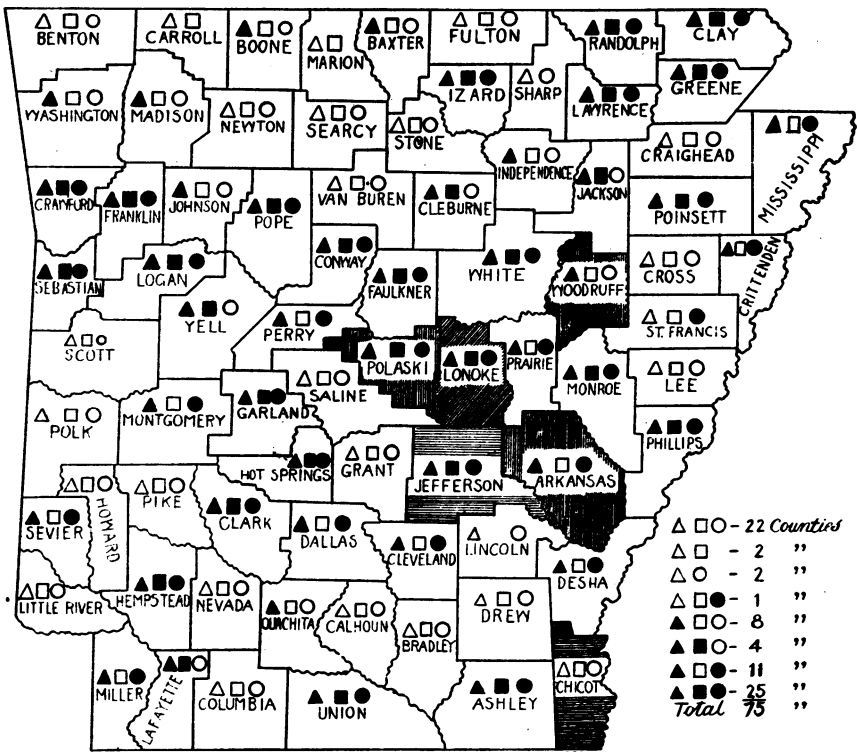 BENTON
CARROLL
BOONE
MARION
BAXTER
FULTON
RANDOLPH
CLAY
WASHINGTON
MADISON
NEWTON
SEARCY
STONE
IZARD
SHARP
LAWRENCE
GREENE
CRAIGHEAD
MISSISSIPPI
INDEPENDENCE
JACKSON
CRAWFORD
FRANKLIN
JOHNSON
POPE
VAN BUREN
CLEBURNE
POINSETT
SEBASTIAN
LOGAN
CONWAY
FAULKNER
WHITE
WOODRUFF
CROSS
CRITTENDEN
YELL
PERRY
ST. FRANCIS
SCOTT
POLASKI
LONOKE
PRAIRIE
MONROE
LEE
SALINE
GARLAND
POLK
MONTGOMERY
PHILLIPS
HOT SPRINGS
GRANT
JEFFERSON
ARKANSAS
HOWARD
PIKE
CLARK
SEVIER
DALLAS
CLEVELAND
LINCOLN
DESHA
LITTLE RIVER
HEMPSTEAD
NEVADA
OUACHITA
CALHOUN
BRADLEY
DREW
MILLER
LAFAYETTE
COLUMBIA
UNION
ASHLEY
CHICOT
△□○ - 22 Counties
△□ - 2 "
△○ - 2 "
△□● - 1 "
▲□○ - 8 "
▲■○ - 4 "
▲□● - 11 "
▲■● - 25 "
Total 75 "